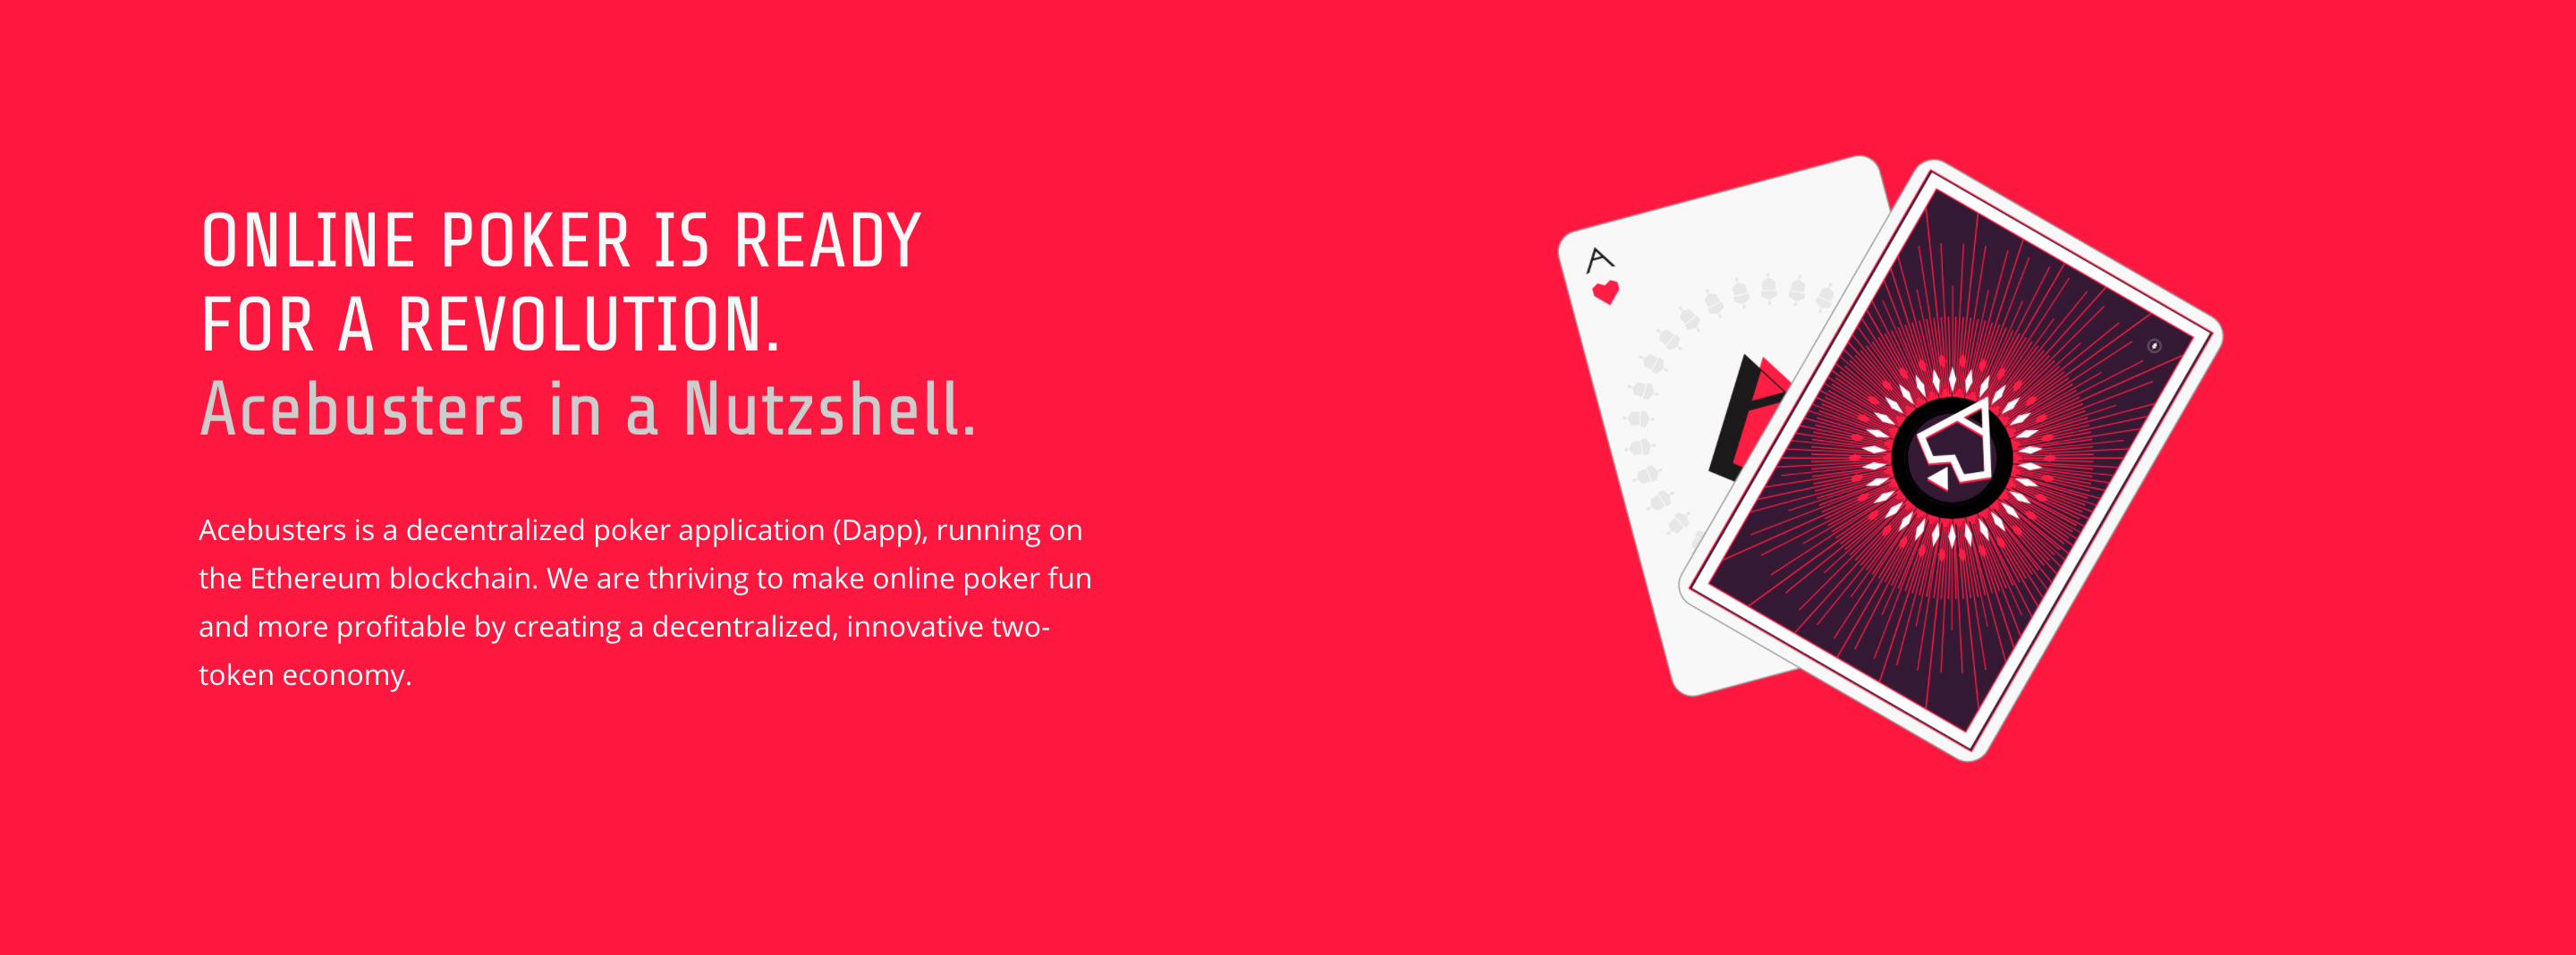 ONLINE POKER IS READY
FOR A REVOLUTION.
Acebusters in a Nutzshell.
Acebusters is a decentralized poker application (Dapp), running on
the Ethereum blockchain. We are thriving to make online poker fun
and more profitable by creating a decentralized, innovative two-
token economy.
A